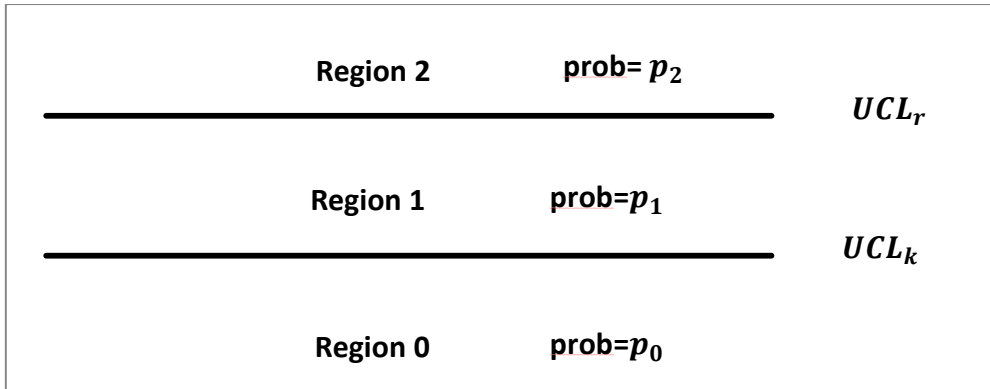 Region 2 prob= p₂
UCLᵣ
Region 1 prob=p₁
UCLₖ
Region 0 prob=p₀